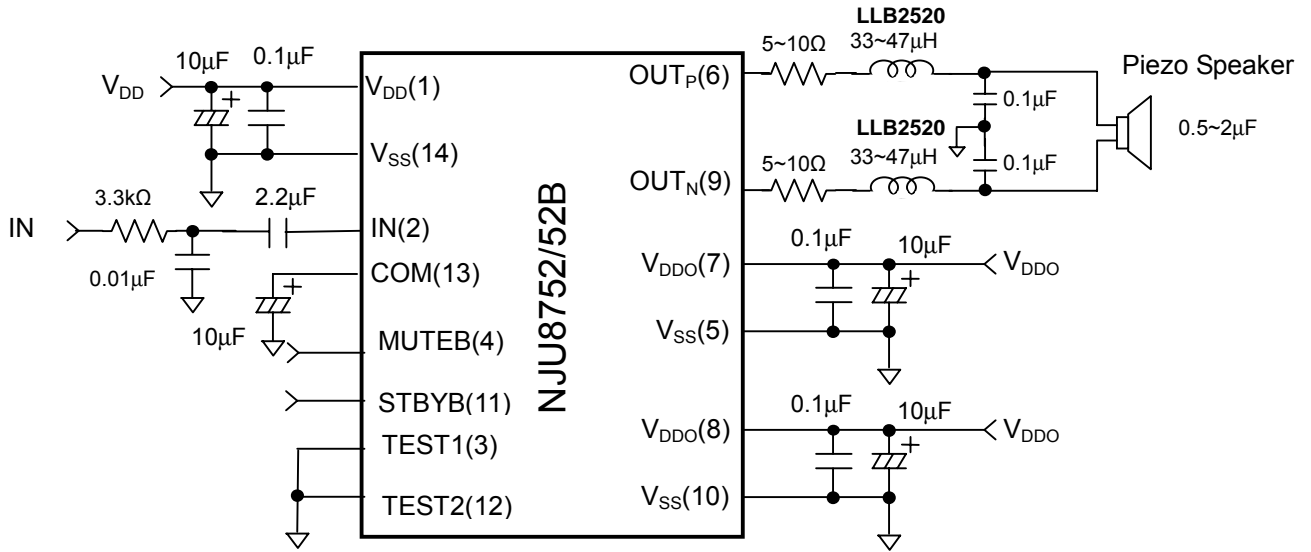 LLB2520
5~10Ω
33~47μH
Piezo Speaker
10μF
0.1μF
V_DD
V_DD(1)
OUT_P(6)
0.1μF
0.5~2μF
LLB2520
5~10Ω
33~47μH
0.1μF
V_SS(14)
OUT_N(9)
3.3kΩ
2.2μF
IN
IN(2)
0.01μF
COM(13)
10μF
MUTEB(4)
STBYB(11)
TEST1(3)
TEST2(12)
NJU8752/52B
0.1μF
10μF
V_DDO(7)
V_DDO
V_SS(5)
0.1μF
10μF
V_DDO(8)
V_DDO
V_SS(10)
+
+
+
+